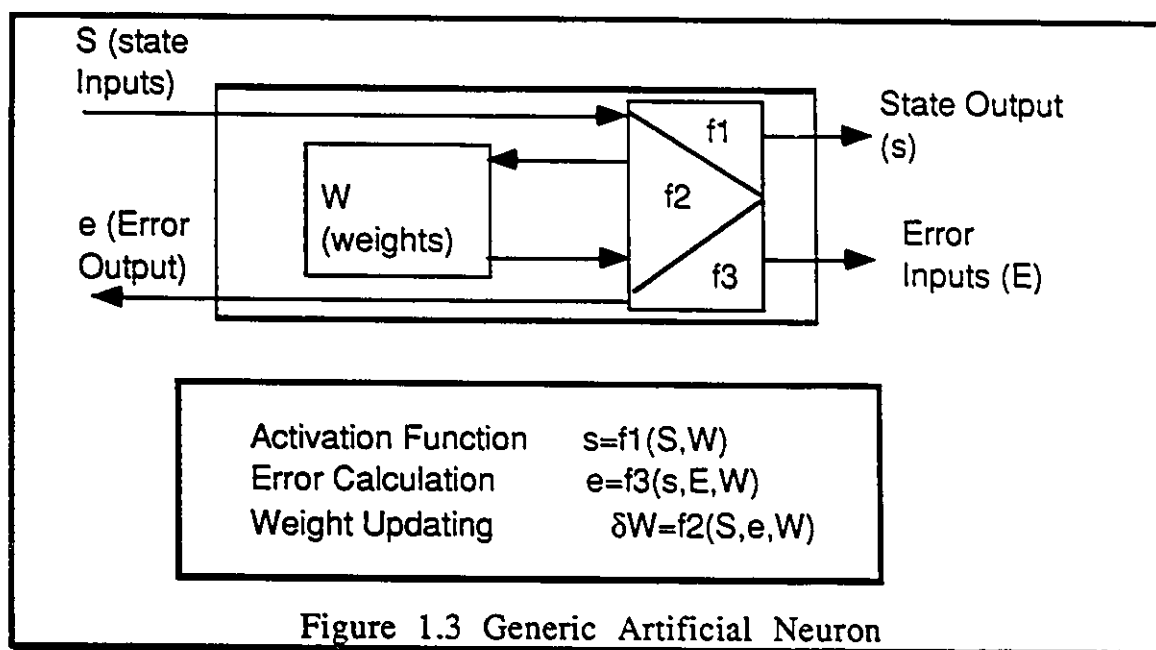 S (state
Inputs)
f1
State Output
(s)
W
(weights)
f2
e (Error
Output)
f3
Error
Inputs (E)
Activation Function s=f1(S,W)
Error Calculation e=f3(s,E,W)
Weight Updating δW=f2(S,e,W)
Figure 1.3 Generic Artificial Neuron